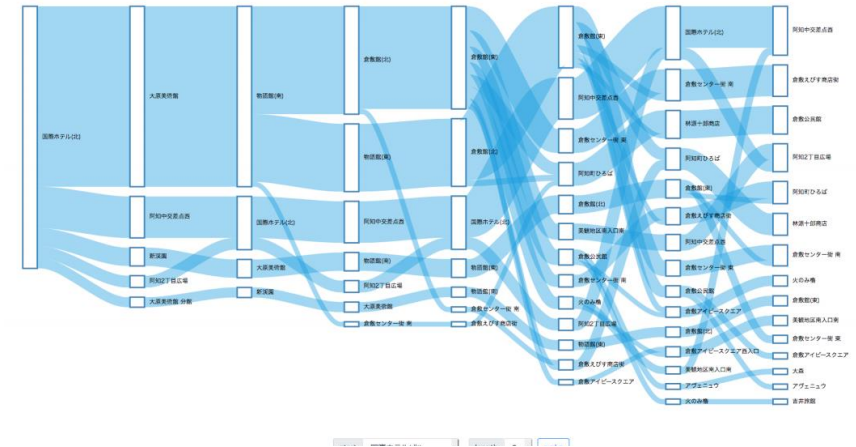 国際ホテル(北)
大原美術館
阿知中交差点西
新渓園
阿知2丁目広場
大原美術館 分館
物語館(南)
国際ホテル(北)
大原美術館
新渓園
倉敷館(北)
物語館(東)
阿知中交差点西
物語館(南)
阿知2丁目広場
大原美術館
倉敷センター街 南
倉敷館(東)
倉敷館(北)
国際ホテル(北)
物語館(東)
物語館(南)
倉敷センター街 南
倉敷えびす商店街
倉敷館(東)
阿知中交差点西
倉敷センター街 南
阿知町ひろば
倉敷館(北)
美観地区南入口南
倉敷公民館
倉敷センター街 南
火のみ櫓
阿知2丁目広場
物語館(東)
倉敷えびす商店街
倉敷アイビースクエア
国際ホテル(北)
倉敷センター街 南
林源十郎商店
阿知町ひろば
倉敷館(東)
倉敷えびす商店街
阿知中交差点西
倉敷センター街 東
倉敷公民館
倉敷アイビースクエア
倉敷館(北)
倉敷アイビースクエア西入口
美観地区南入口南
アヴェニュウ
火のみ櫓
阿知中交差点西
倉敷えびす商店街
倉敷公民館
阿知2丁目広場
阿知町ひろば
林源十郎商店
倉敷センター街 南
火のみ櫓
倉敷館(東)
美観地区南入口南
倉敷センター街 東
倉敷アイビースクエア
大森
アヴェニュウ
吉井旅館